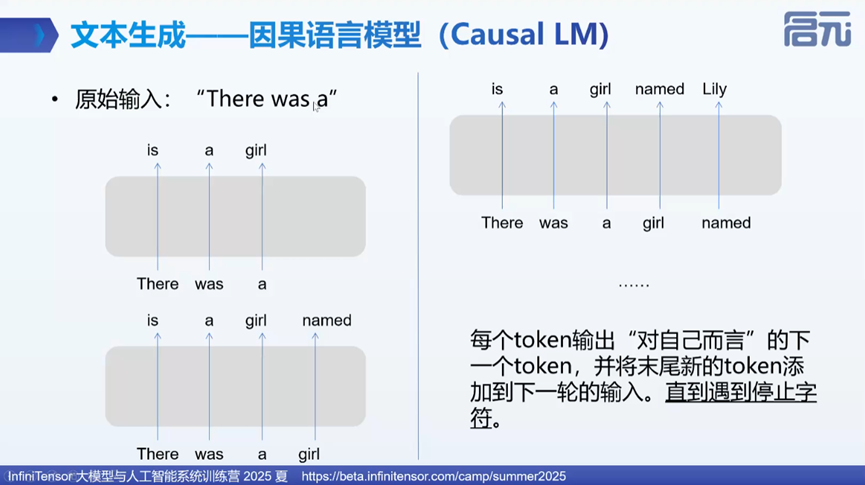 文本生成——因果语言模型（Causal LM）
启元
• 原始输入：“There was a”
is a girl
There was a
is a girl named
There was a girl
is a girl named Lily
There was a girl named
……
每个token输出“对自己而言”的下
一个token，并将末尾新的token添
加到下一轮的输入。直到遇到停止字
符。
InfiniTensor 大模型与人工智能系统训练营 2025 夏 https://beta.infinitensor.com/camp/summer2025